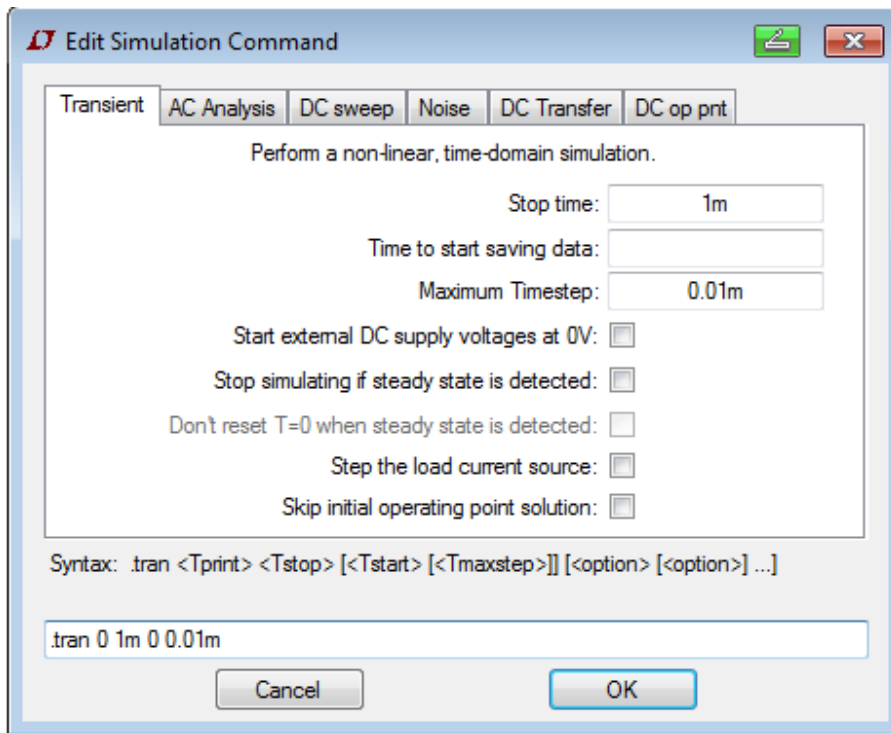 Edit Simulation Command
Transient AC Analysis DC sweep Noise DC Transfer DC op pnt
Perform a non-linear, time-domain simulation.
Stop time: 1m
Time to start saving data:
Maximum Timestep: 0.01m
Start external DC supply voltages at 0V:
Stop simulating if steady state is detected:
Don't reset T=0 when steady state is detected:
Step the load current source:
Skip initial operating point solution:
Syntax: .tran <Tprint> <Tstop> [<Tstart> [<Tmaxstep>]] [<option> [<option>] ...]
.tran 0 1m 0 0.01m
Cancel OK